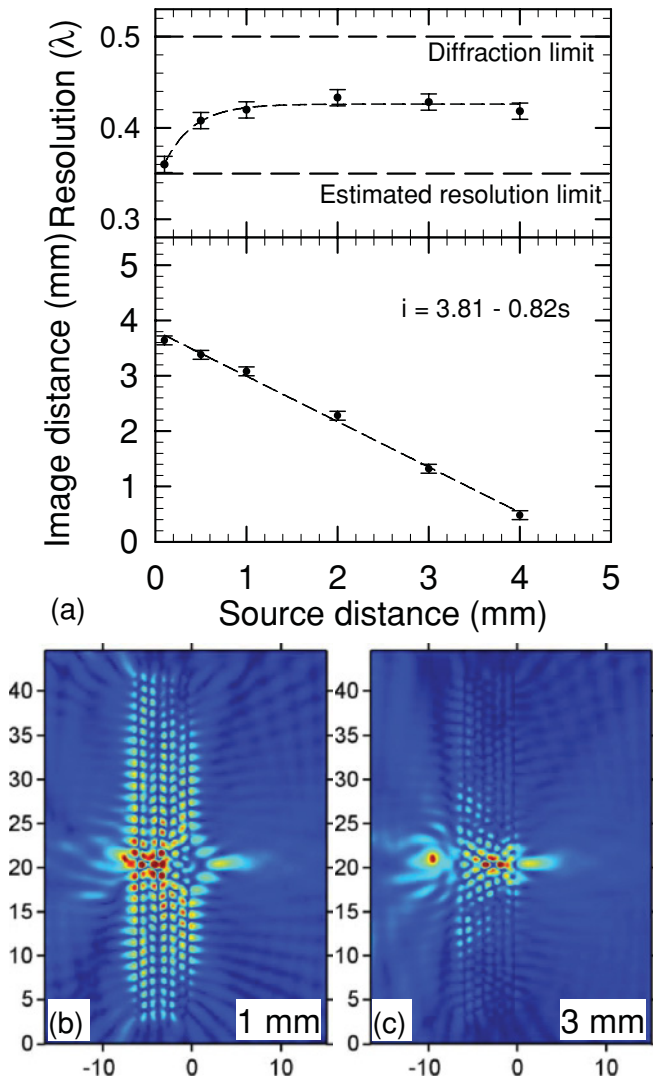 Resolution (λ)
0.5
0.4
0.3
Diffraction limit
Estimated resolution limit
Image distance (mm)
5
4
3
2
1
0
i = 3.81 - 0.82s
0 1 2 3 4 5
(a) Source distance (mm)
40
35
30
25
20
15
10
5
0
(b) 1 mm
-10 0 10
40
35
30
25
20
15
10
5
0
(c) 3 mm
-10 0 10